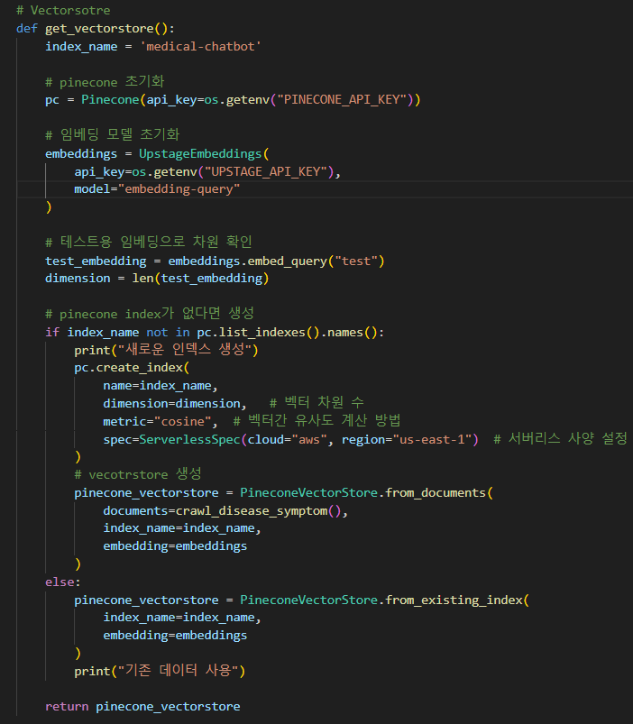 # Vectorsotre
def get_vectorstore():
    index_name = 'medical-chatbot'

    # pinecone 초기화
    pc = Pinecone(api_key=os.getenv("PINECONE_API_KEY"))

    # 임베딩 모델 초기화
    embeddings = UpstageEmbeddings(
        api_key=os.getenv("UPSTAGE_API_KEY"),
        model="embedding-query"
    )

    # 테스트용 임베딩으로 차원 확인
    test_embedding = embeddings.embed_query("test")
    dimension = len(test_embedding)

    # pinecone index가 없다면 생성
    if index_name not in pc.list_indexes().names():
        print("새로운 인덱스 생성")
        pc.create_index(
            name=index_name,
            dimension=dimension,   # 벡터 차원 수
            metric="cosine",  # 벡터간 유사도 계산 방법
            spec=ServerlessSpec(cloud="aws", region="us-east-1")  # 서버리스 사양 설정
        )
        # vecotrstore 생성
        pinecone_vectorstore = PineconeVectorStore.from_documents(
            documents=crawl_disease_symptom(),
            index_name=index_name,
            embedding=embeddings
        )
    else:
        pinecone_vectorstore = PineconeVectorStore.from_existing_index(
            index_name=index_name,
            embedding=embeddings
        )
        print("기존 데이터 사용")

    return pinecone_vectorstore